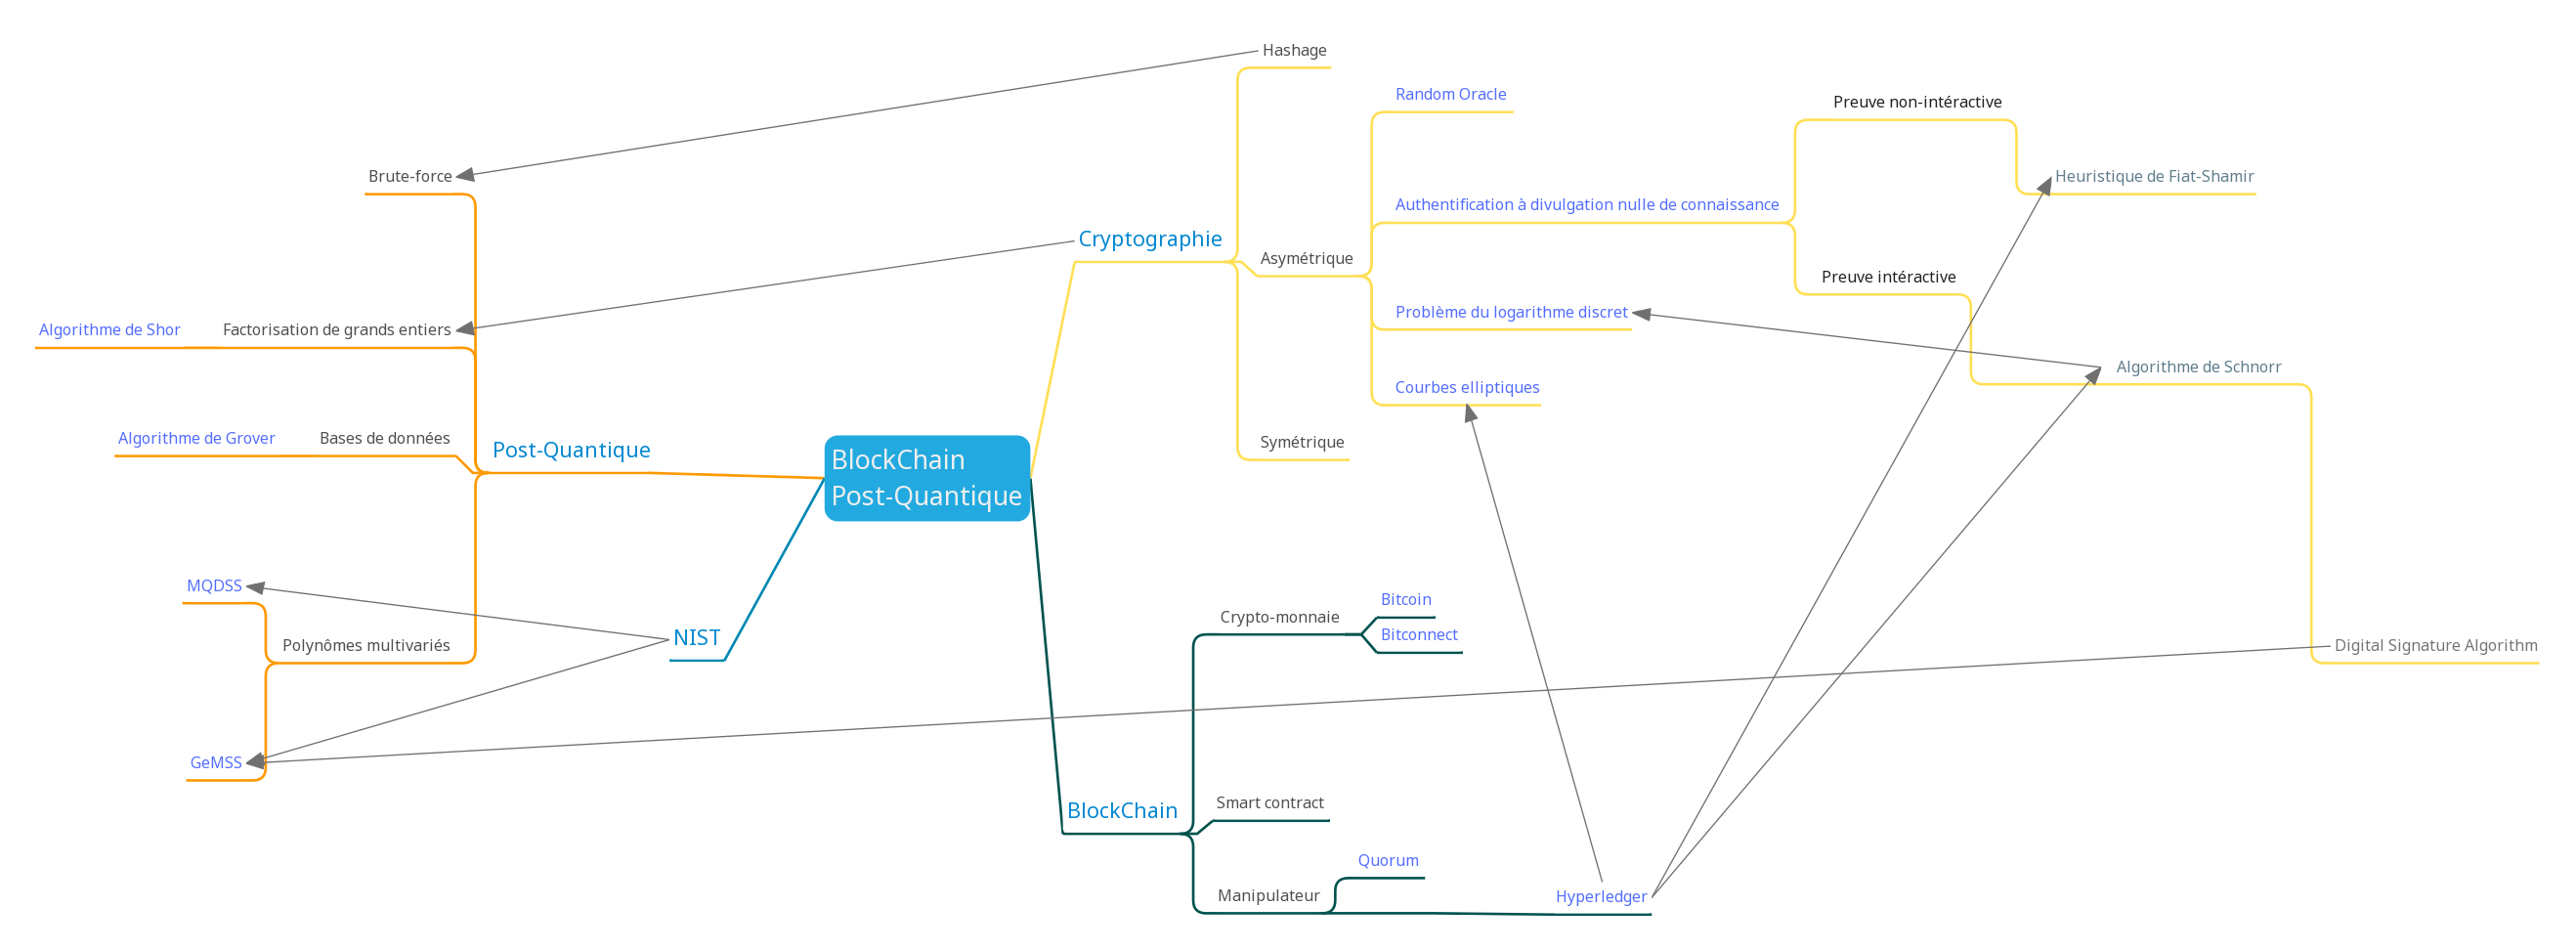 Hashage
Random Oracle
Preuve non-intéractive
Brute-force
Heuristique de Fiat-Shamir
Authentification à divulgation nulle de connaissance
Cryptographie
Asymétrique
Preuve intéractive
Problème du logarithme discret
Algorithme de Shor
Factorisation de grands entiers
Algorithme de Schnorr
Courbes elliptiques
Algorithme de Grover
Bases de données
Symétrique
Post-Quantique
BlockChain
Post-Quantique
MQDSS
Bitcoin
Crypto-monnaie
Bitconnect
NIST
Polynômes multivariés
Digital Signature Algorithm
GeMSS
Smart contract
BlockChain
Quorum
Manipulateur
Hyperledger